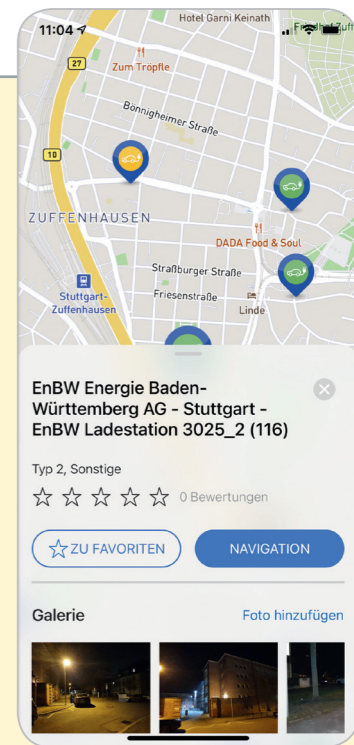 Hotel Garni Keinath
11:04
27
Zum Tröpfle
Bönnigheimer Straße
10
ZUFFENHAUSEN
DADA Food & Soul
Straßburger Straße
Stuttgart-
Zuffenhausen
Friesenstraße
Linde
EnBW Energie Baden-
Württemberg AG - Stuttgart -
EnBW Ladestation 3025_2 (116)
Typ 2, Sonstige
0 Bewertungen
ZU FAVORITEN
NAVIGATION
Galerie
Foto hinzufügen